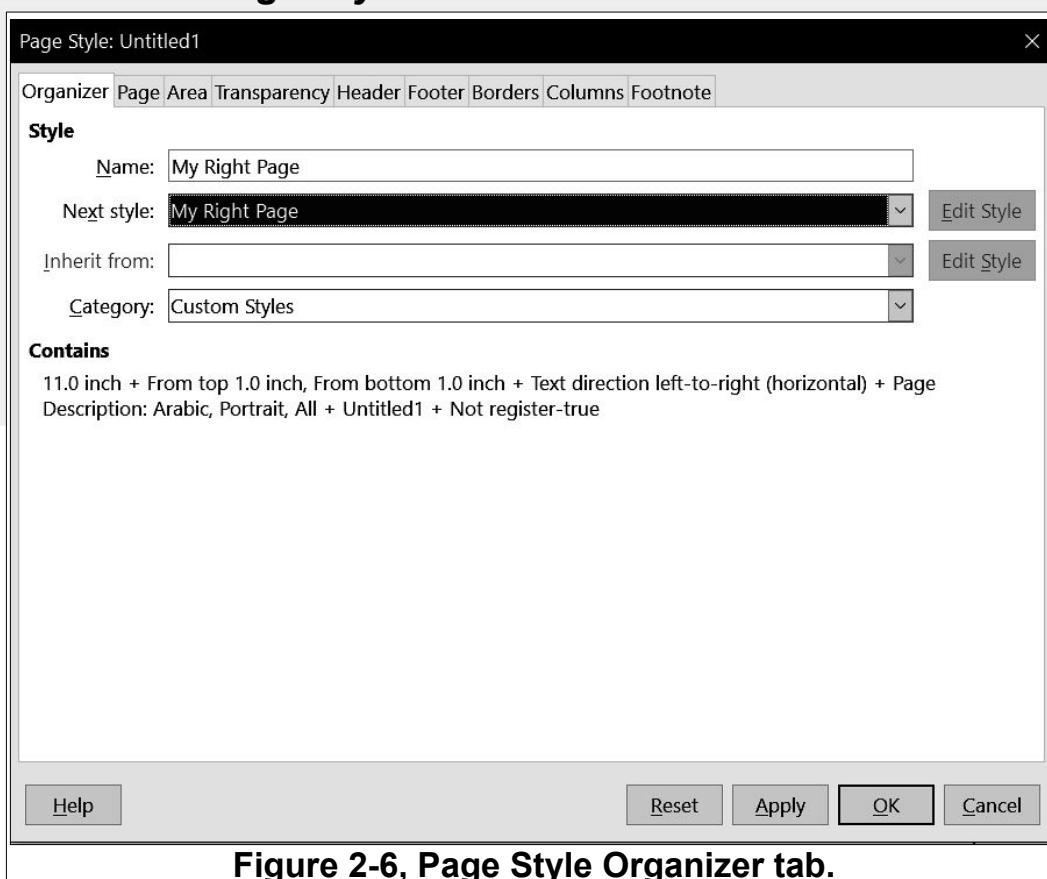 Page Style: Untitled1
Organizer Page Area Transparency Header Footer Borders Columns Footnote
Style
Name: My Right Page
Next style: My Right Page Edit Style
Inherit from: Edit Style
Category: Custom Styles
Contains
11.0 inch + From top 1.0 inch, From bottom 1.0 inch + Text direction left-to-right (horizontal) + Page
Description: Arabic, Portrait, All + Untitled1 + Not register-true
Help Reset Apply OK Cancel
Figure 2-6, Page Style Organizer tab.